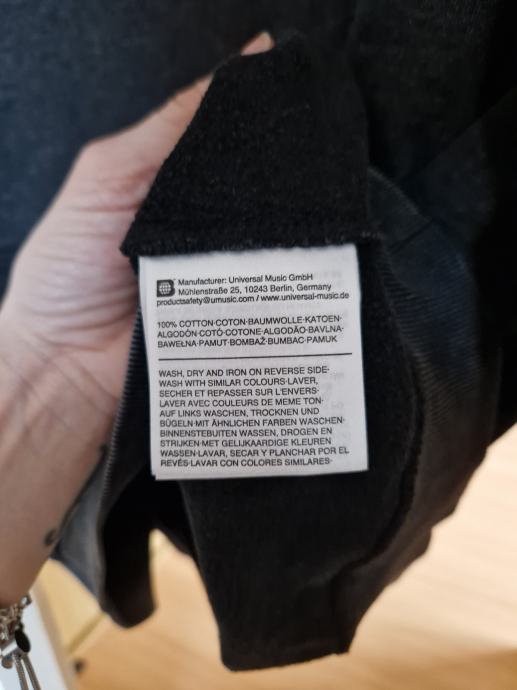 Manufacturer: Universal Music GmbH
Mühlenstraße 25, 10243 Berlin, Germany
productsafety@umusic.com / www.universal-music.de
100% COTTON·COTON·BAUMWOLLE·KATOEN·
ALGODÓN·COTÓ·COTONE·ALGODÃO·BAVLNA·
BAWEŁNA·PAMUT·BOMBAŽ·BUMBAC·PAMUK
WASH, DRY AND IRON ON REVERSE SIDE·
WASH WITH SIMILAR COLOURS·LAVER,
SECHER ET REPASSER SUR L'ENVERS·
LAVER AVEC COULEURS DE MEME TON·
AUF LINKS WASCHEN, TROCKNEN UND
BÜGELN·MIT ÄHNLICHEN FARBEN WASCHEN·
BINNENSTEBUITEN WASSEN, DROGEN EN
STRIJKEN·MET GELIJKAARDIGE KLEUREN
WASSEN·LAVAR, SECAR Y PLANCHAR POR EL
REVÉS·LAVAR CON COLORES SIMILARES·